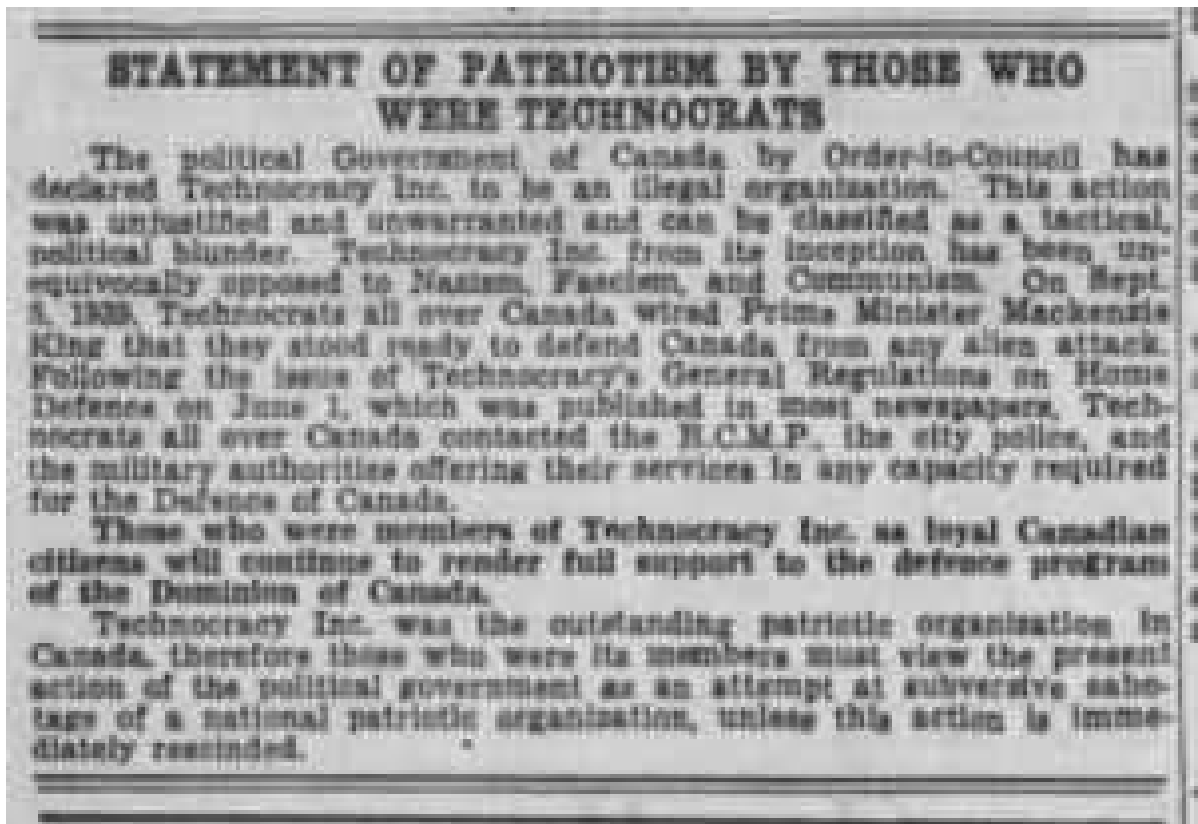 STATEMENT OF PATRIOTISM BY THOSE WHO
WERE TECHNOCRATS
The political Government of Canada by Order-in-Council has
declared Technocracy Inc. to be an illegal organization. This action
was unjustified and unwarranted and can be classified as a tactical,
political blunder. Technocracy Inc. from its inception has been un-
equivocally opposed to Naziism, Fascism, and Communism. On Sept.
1939, Technocrats all over Canada wired Prime Minister Mackenzie
King that they stood ready to defend Canada from any alien attack.
Following the issue of Technocracy's General Regulations on Home
Defence on June 1, which was published in most newspapers, Tech-
nocrats all over Canada contacted the R.C.M.P., the city police, and
the military authorities offering their services in any capacity required
for the Defence of Canada.
Those who were members of Technocracy Inc. as loyal Canadian
citizens will continue to render full support to the defence program
of the Dominion of Canada.
Technocracy Inc. was the outstanding patriotic organization in
Canada, therefore those who were its members must view the present
action of the political government as an attempt at subversive sabo-
tage of a national patriotic organization, unless this action is imme-
diately rescinded.